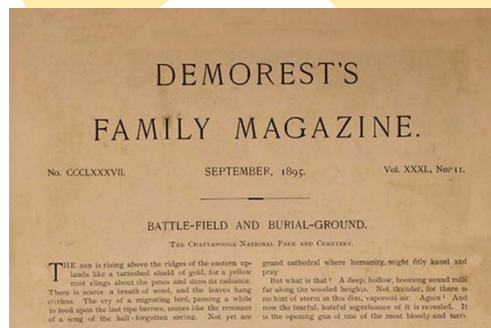 DEMOREST'S
FAMILY MAGAZINE.
No. CCCLXXXVII. SEPTEMBER, 1895. Vol. XXXI., No. 11.
BATTLE-FIELD AND BURIAL-GROUND.
THE CHATTANOOGA NATIONAL PARK AND CEMETERY.
THE sun is rising above the ridges of the eastern up-
lands like a tarnished shield of gold, for a yellow
mist clings about the peaks and dims its radiance.
There is scarce a breath of wind, and the leaves hang
stirless. The cry of a migrating bird, pausing a while
to feed upon the last ripe berries, comes like the remnant
of a song of the half-forgotten spring. Not yet are
grand cathedral where humanity might fitly kneel and
pray
But what is that? A deep, hollow, booming sound rolls
far along the wooded heights. Not thunder, for there is
no hint of storm in this dim, vaporous air. Again! And
now the fearful, hateful significance of it is revealed. It
is the opening gun of one of the most bloody and terri-